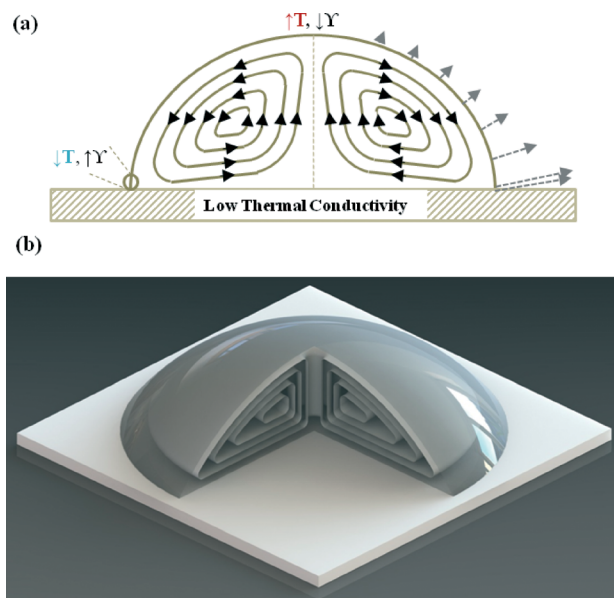 (a)
↑T, ↓ϒ
↓T, ↑ϒ
Low Thermal Conductivity
(b)